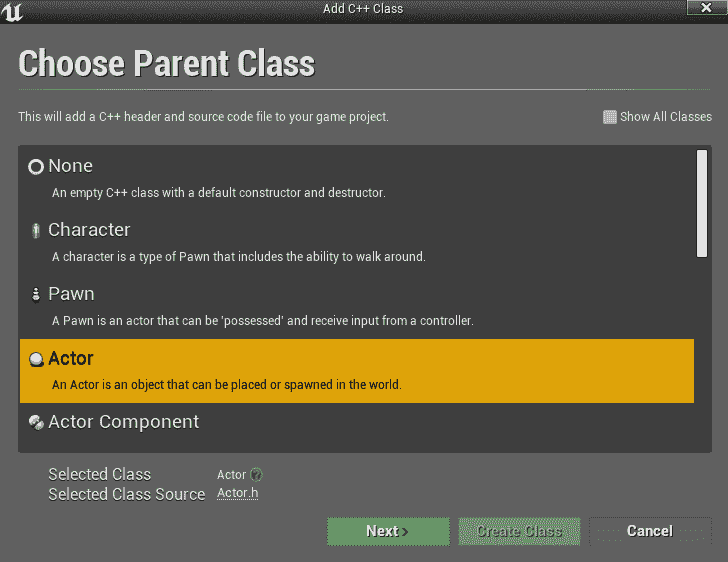 Add C++ Class
Choose Parent Class
This will add a C++ header and source code file to your game project.
Show All Classes
None
An empty C++ class with a default constructor and destructor.
Character
A character is a type of Pawn that includes the ability to walk around.
Pawn
A Pawn is an actor that can be 'possessed' and receive input from a controller.
Actor
An Actor is an object that can be placed or spawned in the world.
Actor Component
Selected Class Actor
Selected Class Source Actor.h
Next
Create Class
Cancel